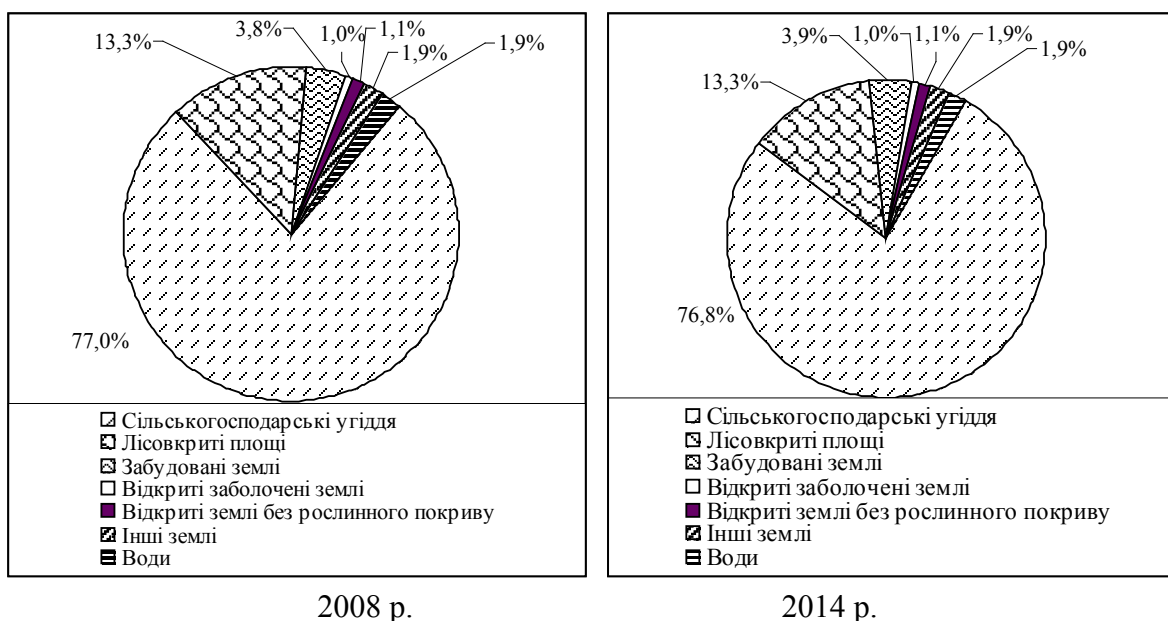 13,3%
3,8%
1,0%
1,1%
1,9%
1,9%
77,0%
Сільськогосподарські угіддя
Лісовкриті площі
Забудовані землі
Відкриті заболочені землі
Відкриті землі без рослинного покриву
Інші землі
Води
2008 р.
13,3%
3,9%
1,0%
1,1%
1,9%
1,9%
76,8%
Сільськогосподарські угіддя
Лісовкриті площі
Забудовані землі
Відкриті заболочені землі
Відкриті землі без рослинного покриву
Інші землі
Води
2014 р.